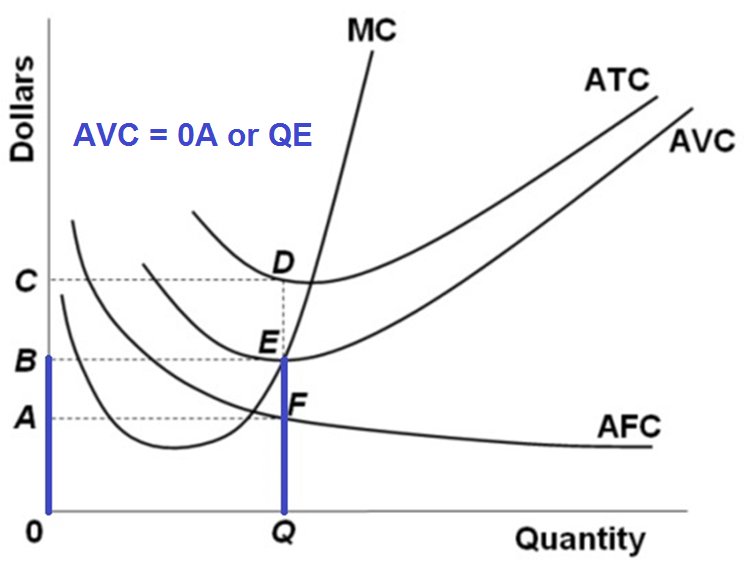 MC
ATC
Dollars
AVC = 0A or QE
AVC
D
C
E
B
F
A
AFC
0
Q
Quantity